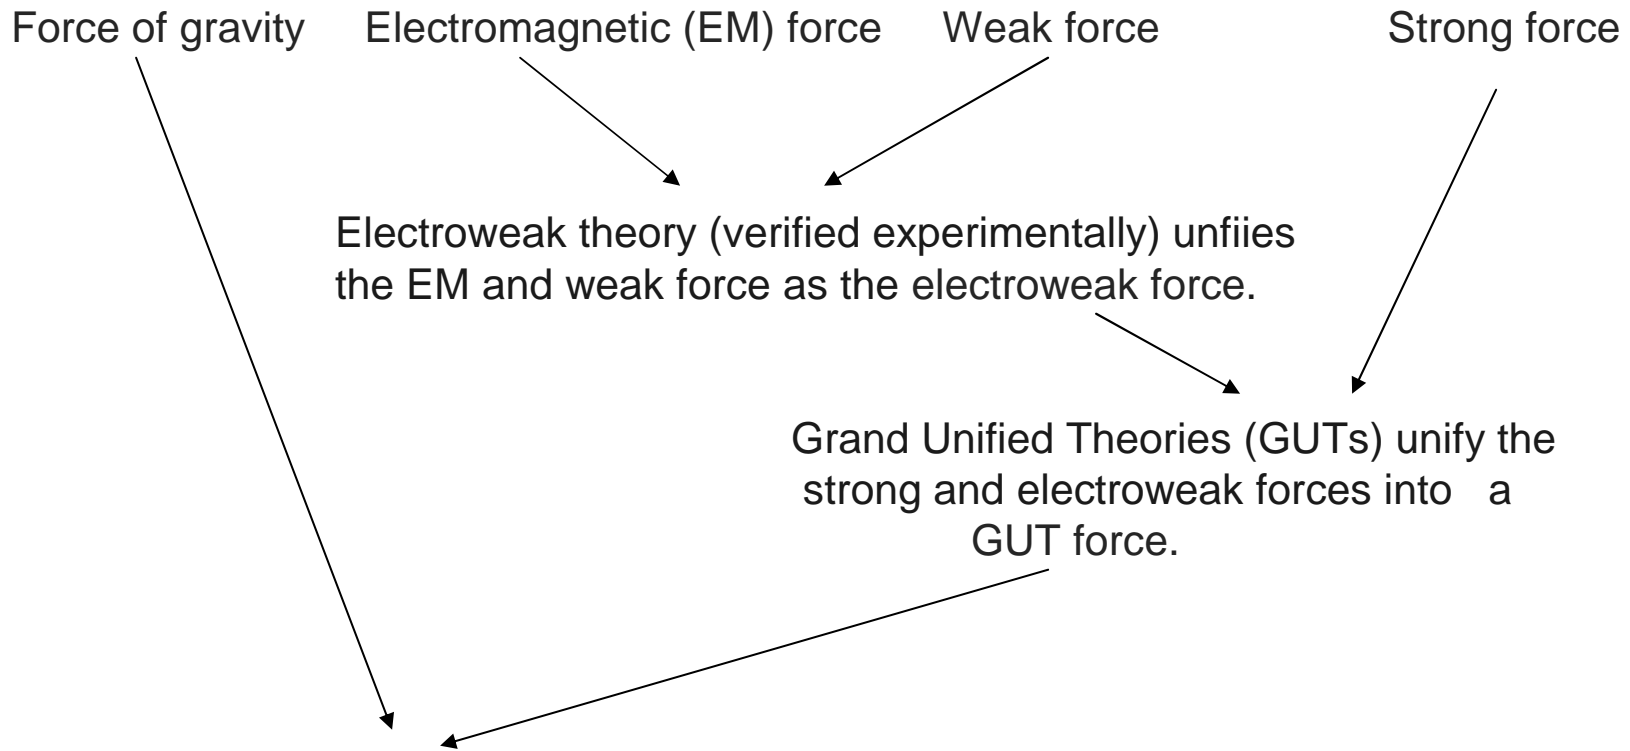 Force of gravity Electromagnetic (EM) force Weak force Strong force
Electroweak theory (verified experimentally) unfiies
the EM and weak force as the electroweak force.
Grand Unified Theories (GUTs) unify the
strong and electroweak forces into a
GUT force.